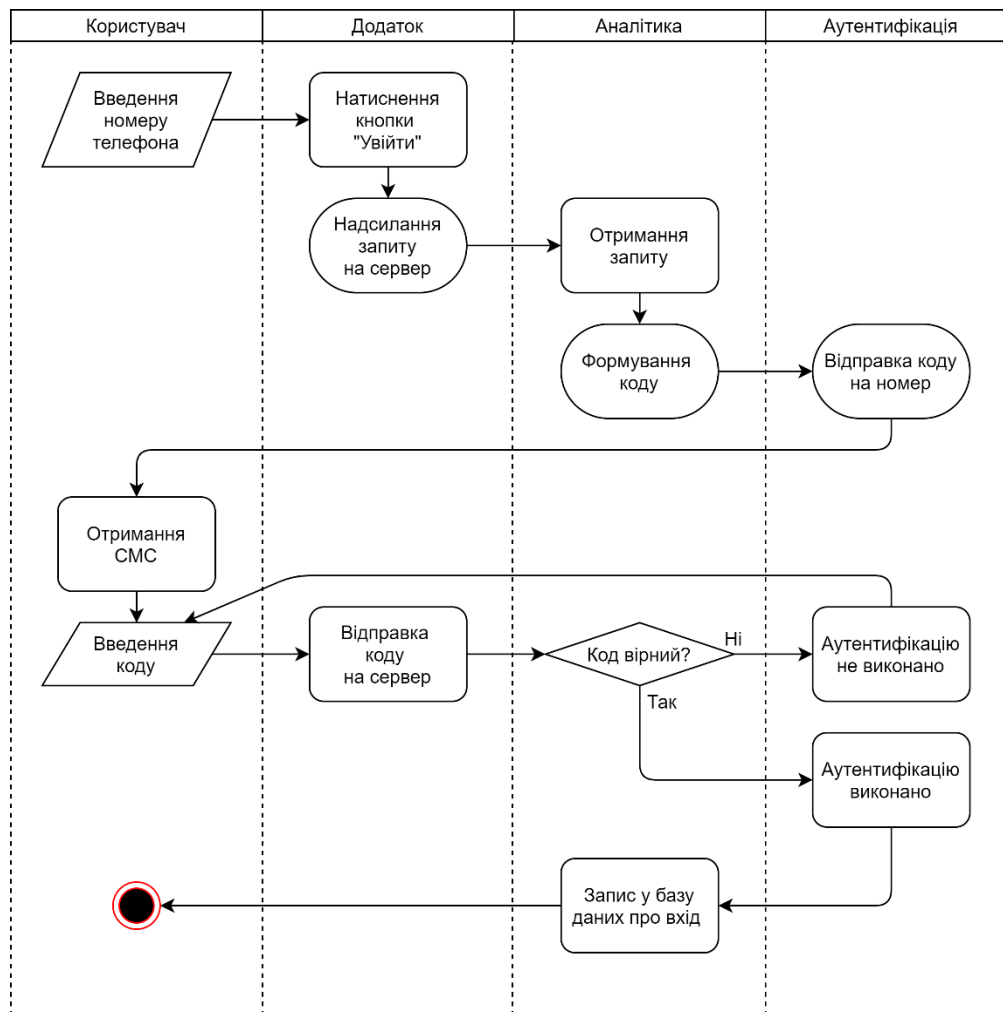 Користувач
Додаток
Аналітика
Аутентифікація
Введення
номеру
телефона
Натиснення
кнопки
"Увійти"
Надсилання
запиту
на сервер
Отримання
запиту
Формування
коду
Відправка коду
на номер
Отримання
СМС
Введення
коду
Відправка
коду
на сервер
Код вірний?
Ні
Так
Аутентифікацію
не виконано
Аутентифікацію
виконано
Запис у базу
даних про вхід